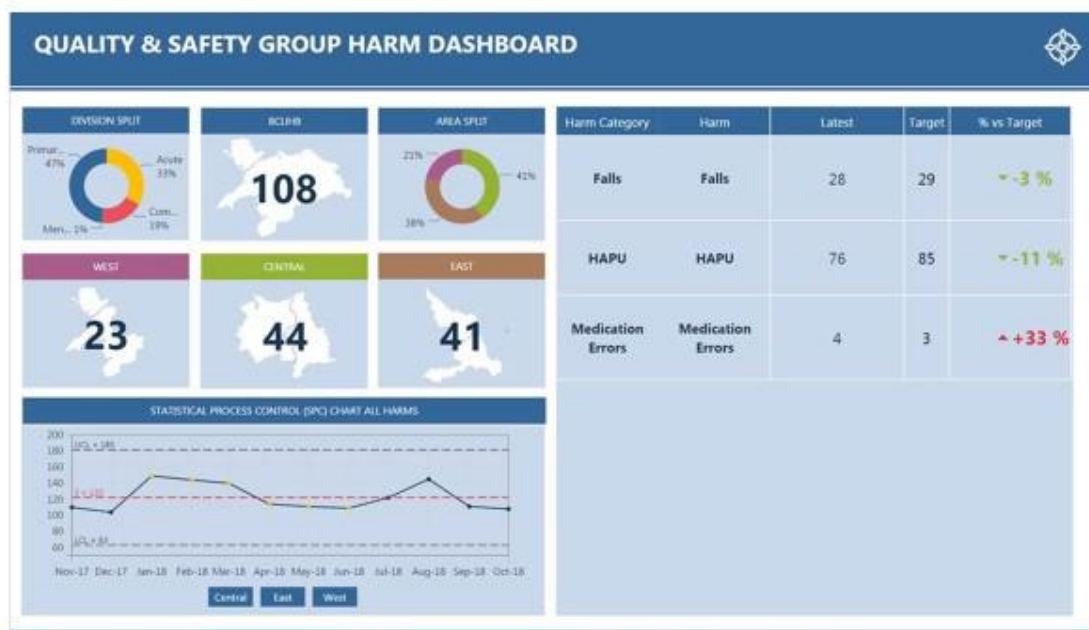 QUALITY & SAFETY GROUP HARM DASHBOARD
DIVISION SPLIT
Primar...
47%
Acute
33%
Com...
19%
Men... 1%
BCUHB
108
AREA SPLIT
21%
41%
38%
WEST
23
CENTRAL
44
EAST
41
STATISTICAL PROCESS CONTROL (SPC) CHART ALL HARMS
200
180
160
140
120
100
80
60
Nov-17 Dec-17 Jan-18 Feb-18 Mar-18 Apr-18 May-18 Jun-18 Jul-18 Aug-18 Sep-18 Oct-18
Central East West
Harm Category Harm Latest Target % vs Target
Falls Falls 28 29 -3 %
HAPU HAPU 76 85 -11 %
Medication Errors Medication Errors 4 3 +33 %